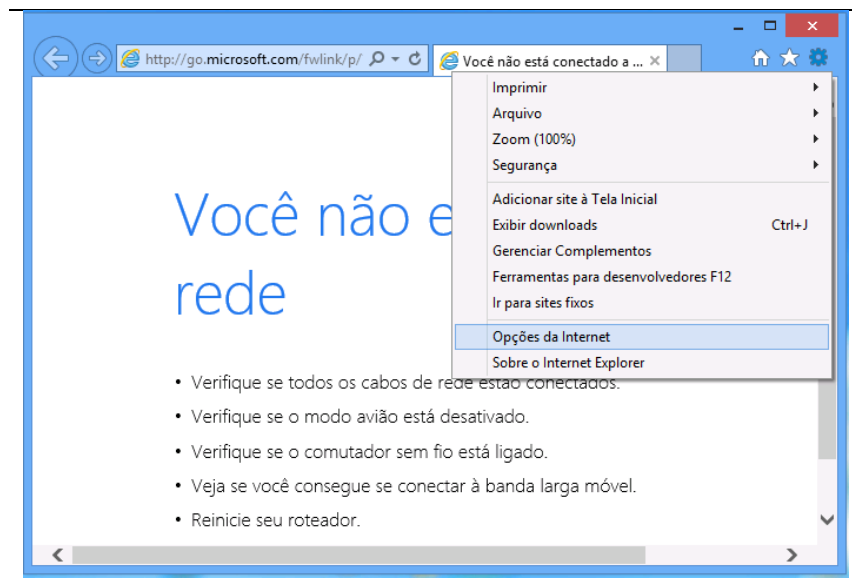 http://go.microsoft.com/fwlink/p/
Você não está conectado a ...
Imprimir
Arquivo
Zoom (100%)
Segurança
Adicionar site à Tela Inicial
Exibir downloads Ctrl+J
Gerenciar Complementos
Ferramentas para desenvolvedores F12
Ir para sites fixos
Opções da Internet
Sobre o Internet Explorer
Você não e
rede
• Verifique se todos os cabos de rede estão conectados.
• Verifique se o modo avião está desativado.
• Verifique se o comutador sem fio está ligado.
• Veja se você consegue se conectar à banda larga móvel.
• Reinicie seu roteador.